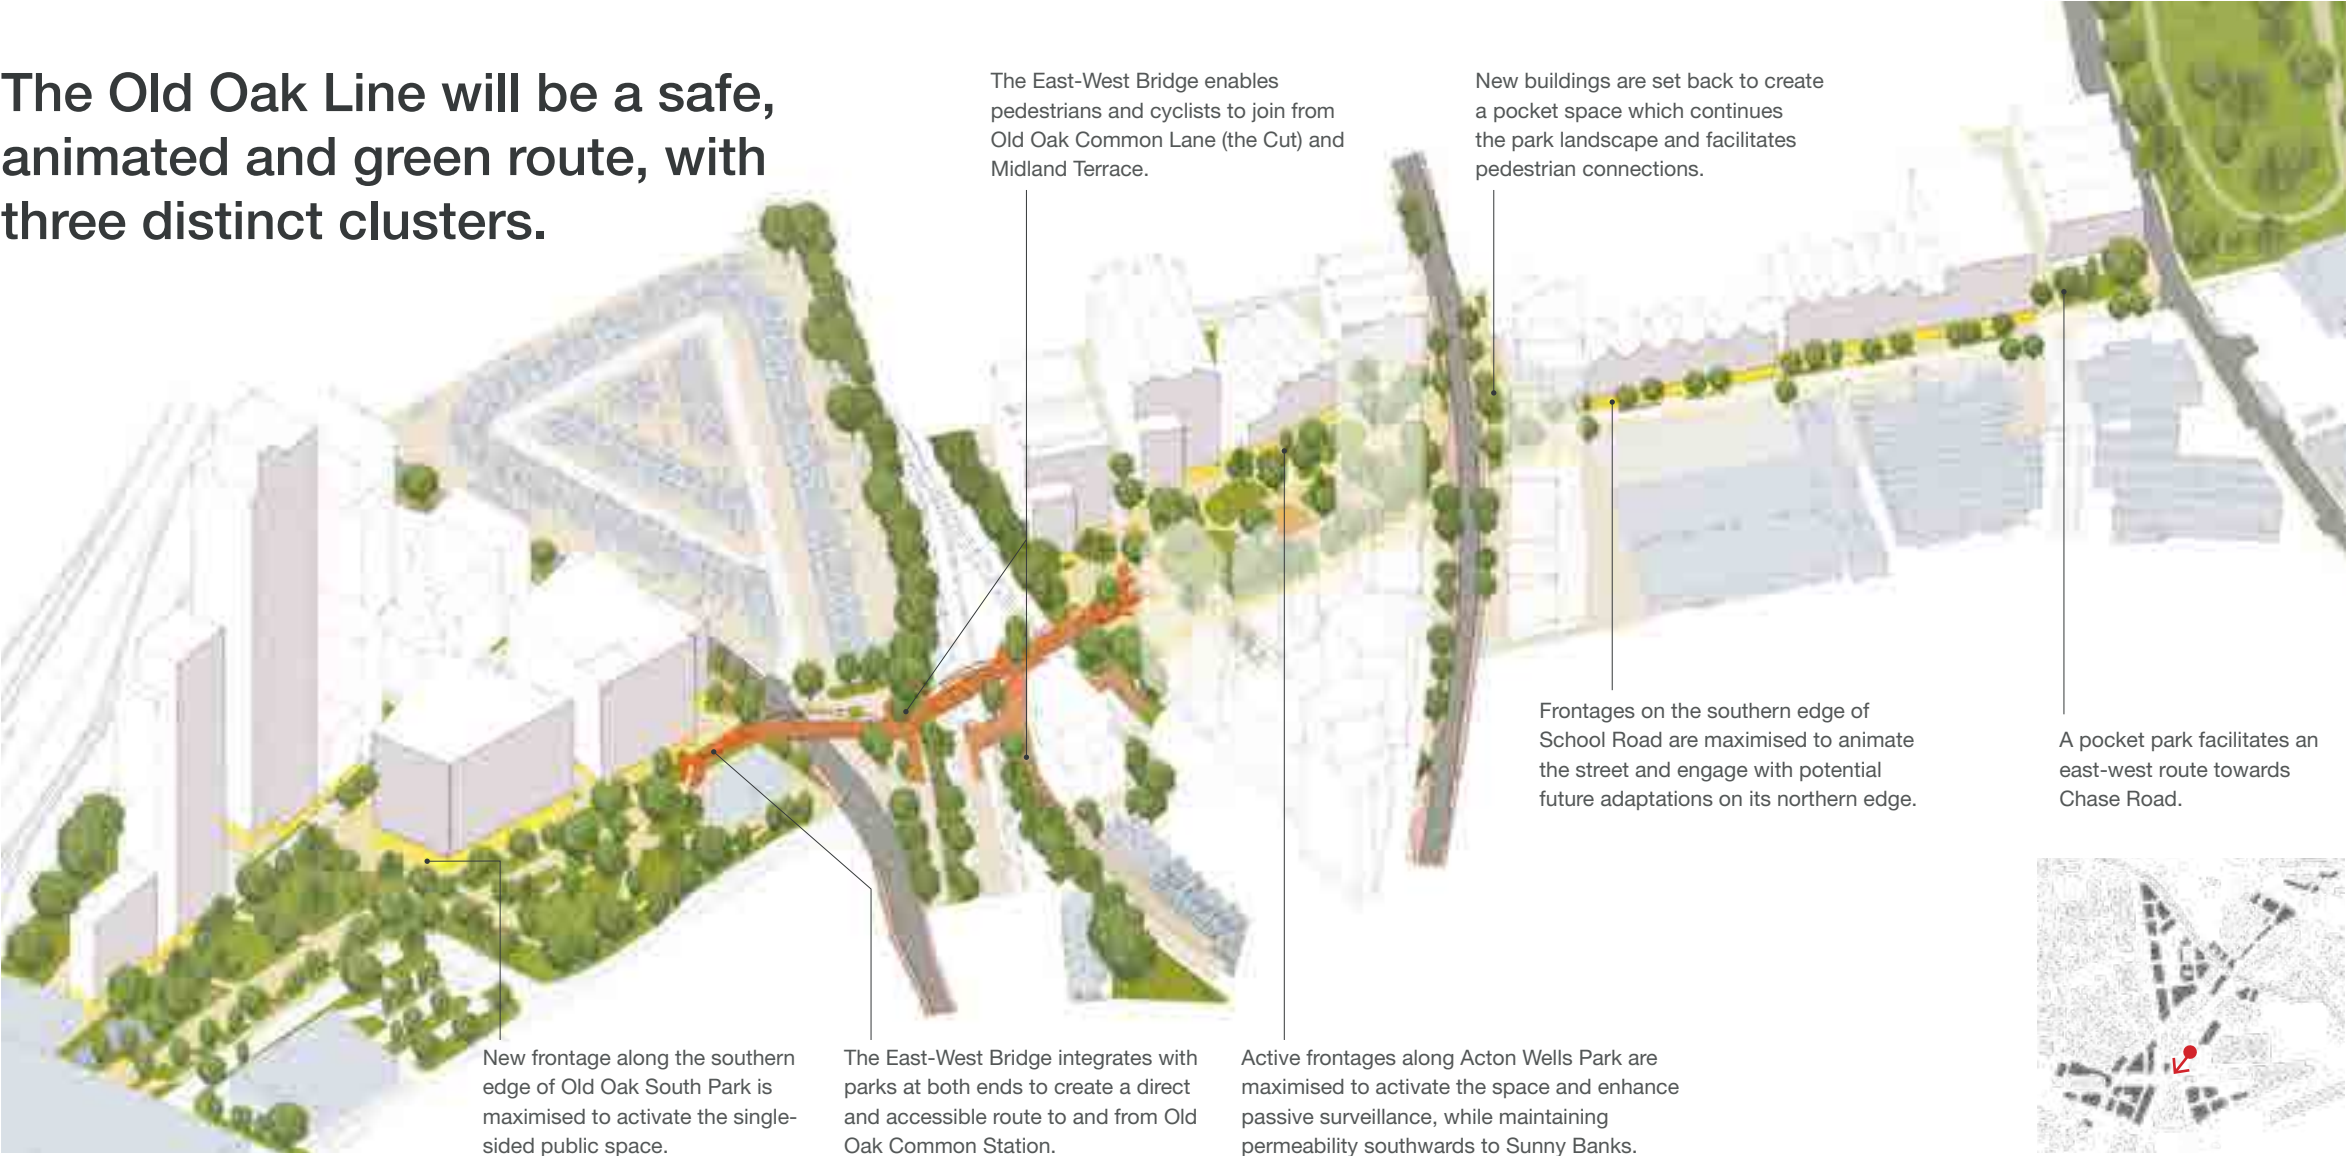 The Old Oak Line will be a safe,
animated and green route, with
three distinct clusters.
The East-West Bridge enables
pedestrians and cyclists to join from
Old Oak Common Lane (the Cut) and
Midland Terrace.
New buildings are set back to create
a pocket space which continues
the park landscape and facilitates
pedestrian connections.
Frontages on the southern edge of
School Road are maximised to animate
the street and engage with potential
future adaptations on its northern edge.
A pocket park facilitates an
east-west route towards
Chase Road.
New frontage along the southern
edge of Old Oak South Park is
maximised to activate the single-
sided public space.
The East-West Bridge integrates with
parks at both ends to create a direct
and accessible route to and from Old
Oak Common Station.
Active frontages along Acton Wells Park are
maximised to activate the space and enhance
passive surveillance, while maintaining
permeability southwards to Sunny Banks.